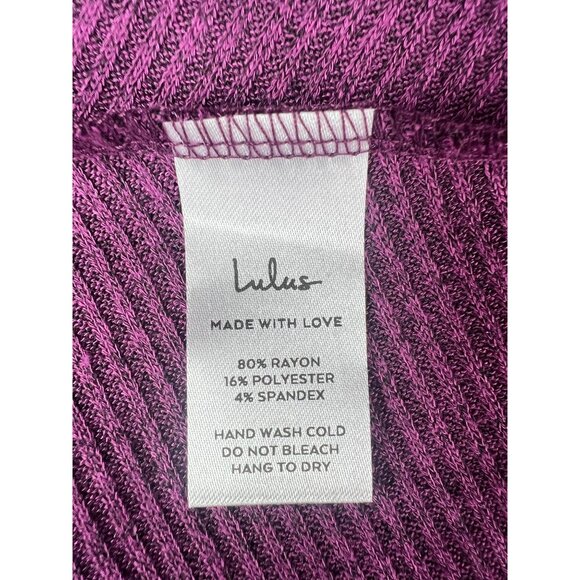 Lulus
MADE WITH LOVE
80% RAYON
16% POLYESTER
4% SPANDEX
HAND WASH COLD
DO NOT BLEACH
HANG TO DRY